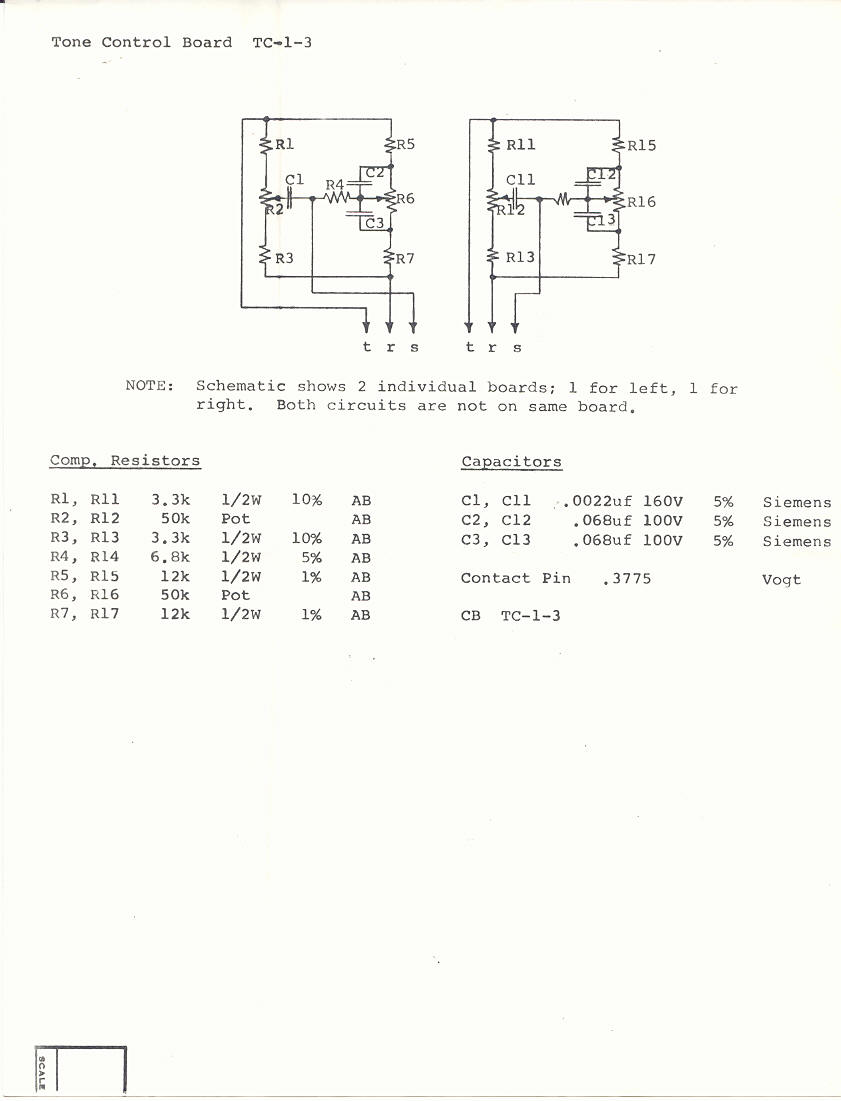 Tone Control Board TC-1-3
R1 R5 R11 R15
C1 C2 C11 C12
R4 R2 R6 R12 R16
C3 C13
R3 R7 R13 R17
t r s t r s
NOTE: Schematic shows 2 individual boards; 1 for left, 1 for
right. Both circuits are not on same board.
Comp. Resistors
R1, R11 3.3k 1/2W 10% AB
R2, R12 50k Pot AB
R3, R13 3.3k 1/2W 10% AB
R4, R14 6.8k 1/2W 5% AB
R5, R15 12k 1/2W 1% AB
R6, R16 50k Pot AB
R7, R17 12k 1/2W 1% AB
Capacitors
C1, C11 .0022uf 160V 5% Siemens
C2, C12 .068uf 100V 5% Siemens
C3, C13 .068uf 100V 5% Siemens
Contact Pin .3775 Vogt
CB TC-1-3
SCALE